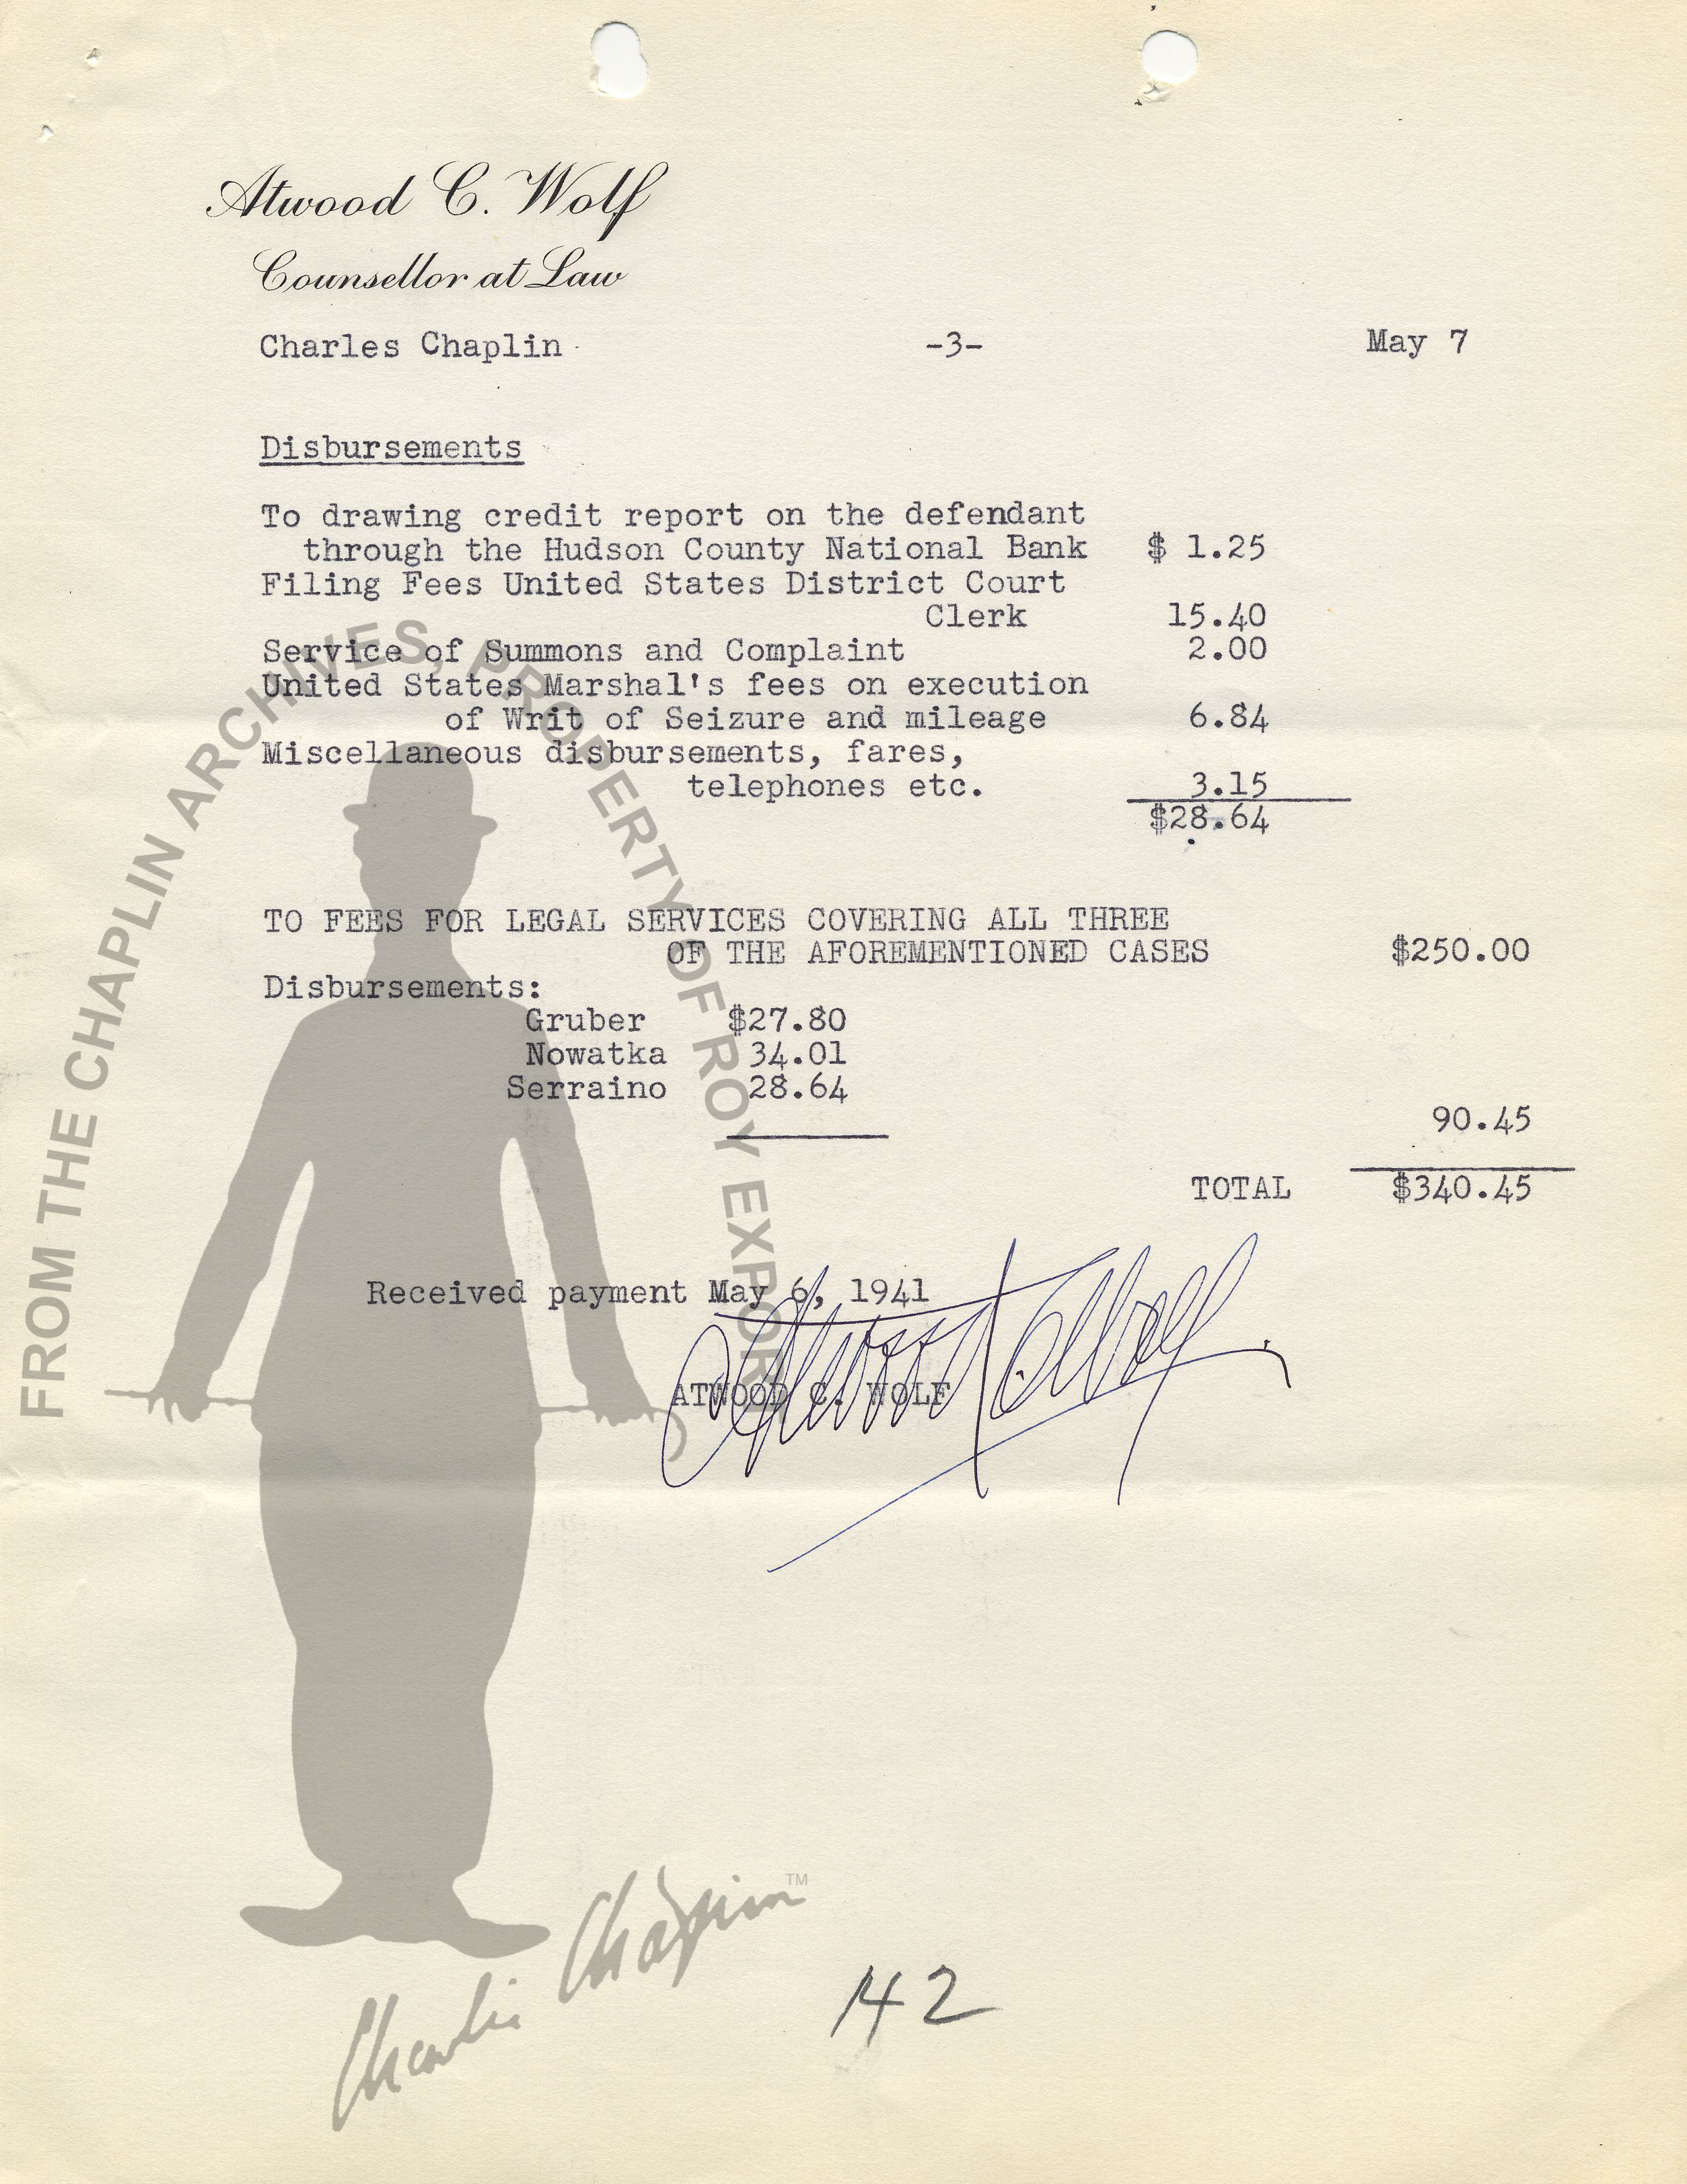 Atwood C. Wolf
Counsellor at Law
Charles Chaplin -3- May 7
Disbursements
To drawing credit report on the defendant
through the Hudson County National Bank $ 1.25
Filing Fees United States District Court
Clerk 15.40
Service of Summons and Complaint 2.00
United States Marshal's fees on execution
of Writ of Seizure and mileage 6.84
Miscellaneous disbursements, fares,
telephones etc. 3.15
$28.64
TO FEES FOR LEGAL SERVICES COVERING ALL THREE
OF THE AFOREMENTIONED CASES $250.00
Disbursements:
Gruber $27.80
Nowatka 34.01
Serraino 28.64
90.45
TOTAL $340.45
Received payment May 6, 1941
Atwood C. Wolf
ATWOOD C. WOLF
142
FROM THE CHAPLIN ARCHIVES, PROPERTY OF ROY EXPORT
Charlie Chaplin TM